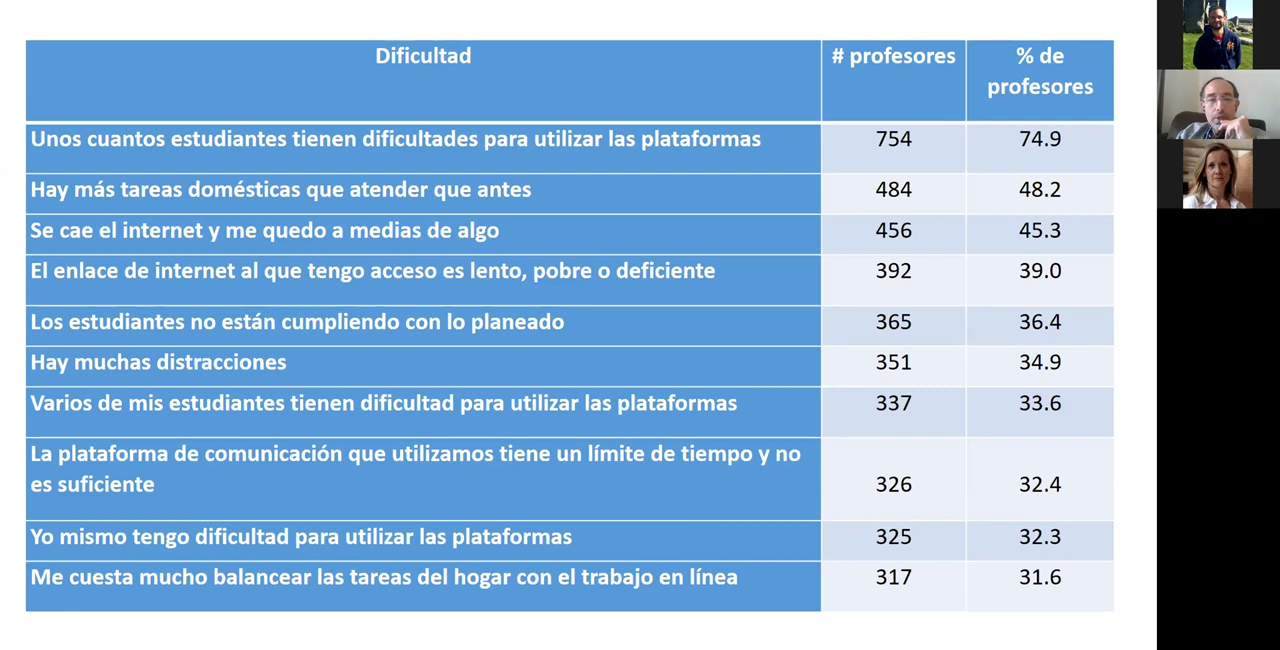 Dificultad
# profesores
% de
profesores
Unos cuantos estudiantes tienen dificultades para utilizar las plataformas
754
74.9
Hay más tareas domésticas que atender que antes
484
48.2
Se cae el internet y me quedo a medias de algo
456
45.3
El enlace de internet al que tengo acceso es lento, pobre o deficiente
392
39.0
Los estudiantes no están cumpliendo con lo planeado
365
36.4
Hay muchas distracciones
351
34.9
Varios de mis estudiantes tienen dificultad para utilizar las plataformas
337
33.6
La plataforma de comunicación que utilizamos tiene un límite de tiempo y no
es suficiente
326
32.4
Yo mismo tengo dificultad para utilizar las plataformas
325
32.3
Me cuesta mucho balancear las tareas del hogar con el trabajo en línea
317
31.6